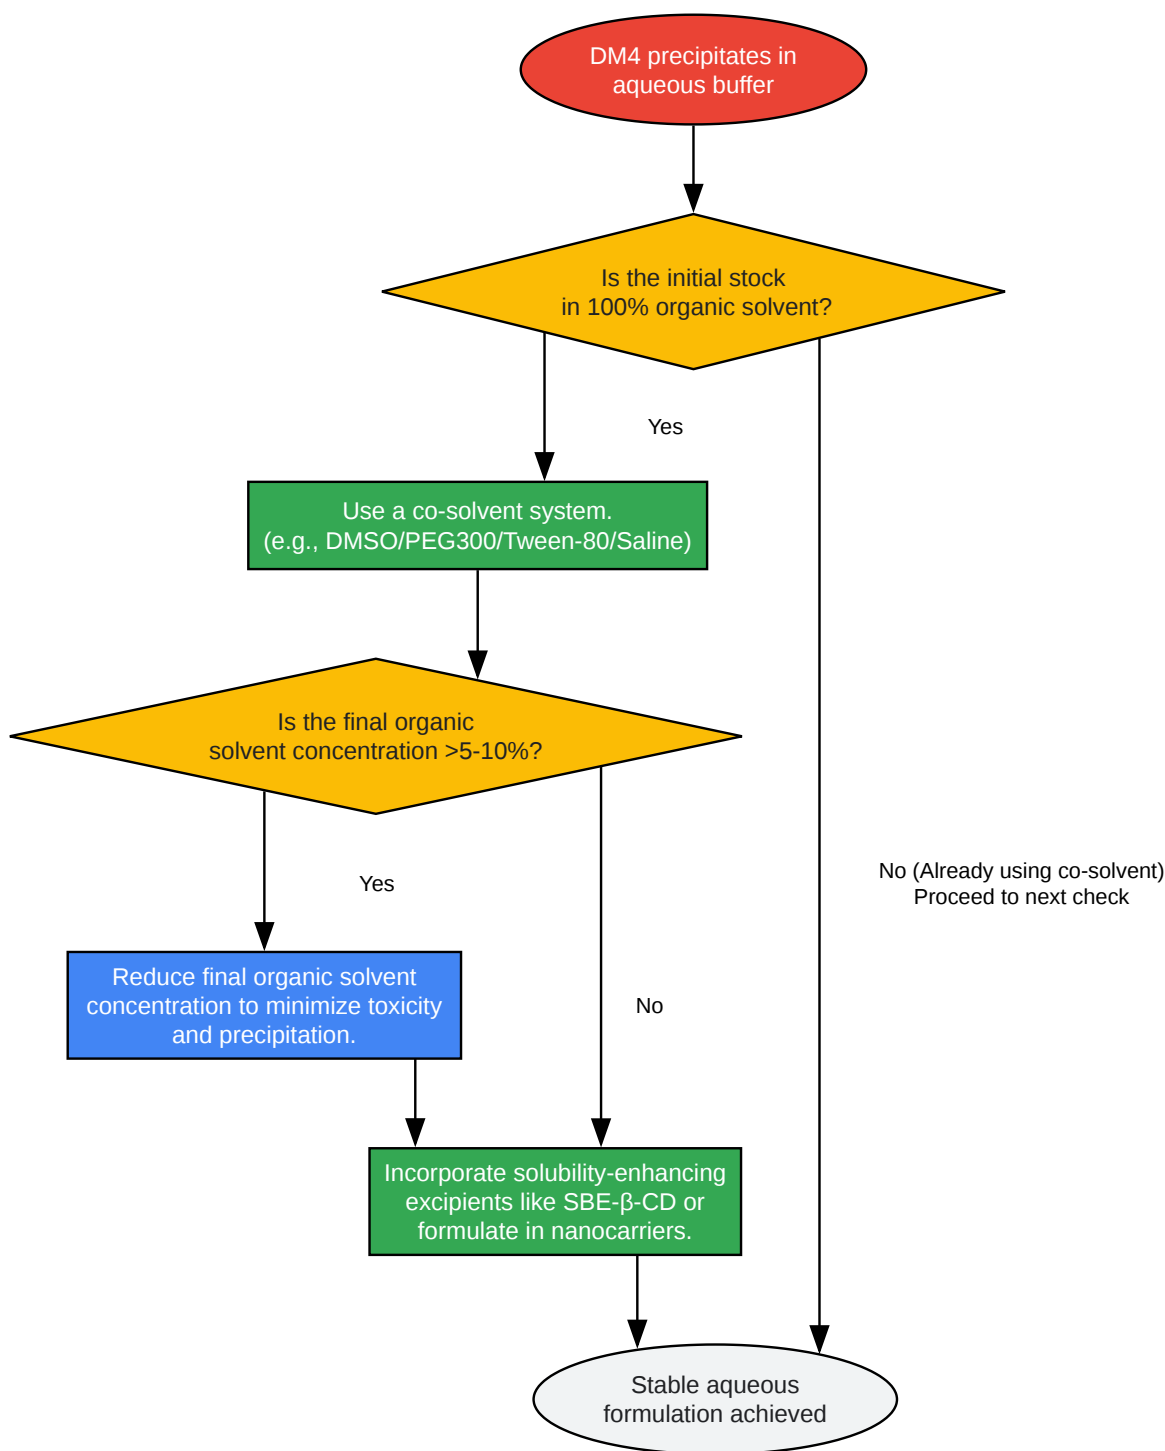 DM4 precipitates in
aqueous buffer
Is the initial stock
in 100% organic solvent?
Yes
Use a co-solvent system.
(e.g., DMSO/PEG300/Tween-80/Saline)
Is the final organic
solvent concentration >5-10%?
Yes
No (Already using co-solvent)
Proceed to next check
Reduce final organic solvent
concentration to minimize toxicity
and precipitation.
No
Incorporate solubility-enhancing
excipients like SBE-β-CD or
formulate in nanocarriers.
Stable aqueous
formulation achieved